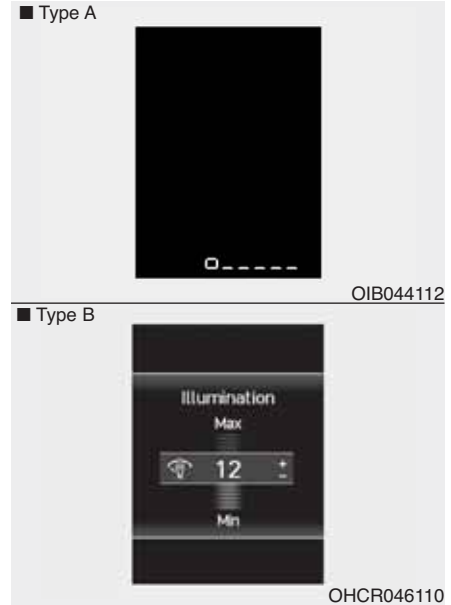 ■ Type A
OIB044112
■ Type B
Illumination
Max
12 +
-
Min
OHCR046110